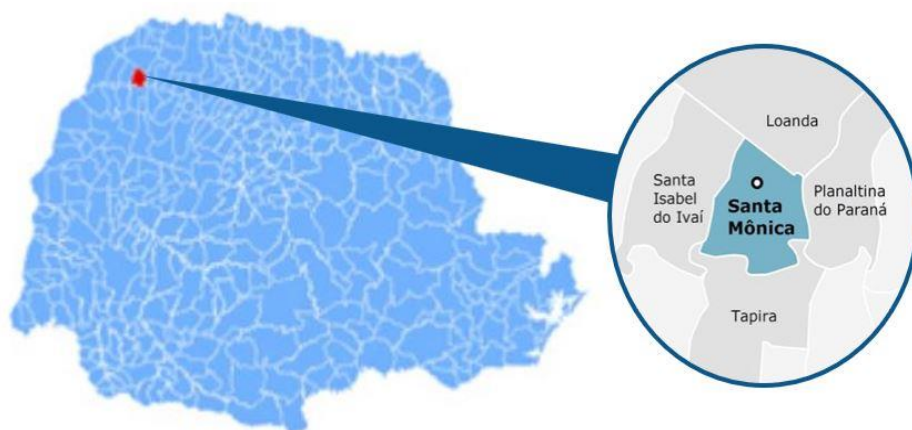 Loanda
Santa
Isabel
do Ivaí
Santa
Mônica
Planaltina
do Paraná
Tapira